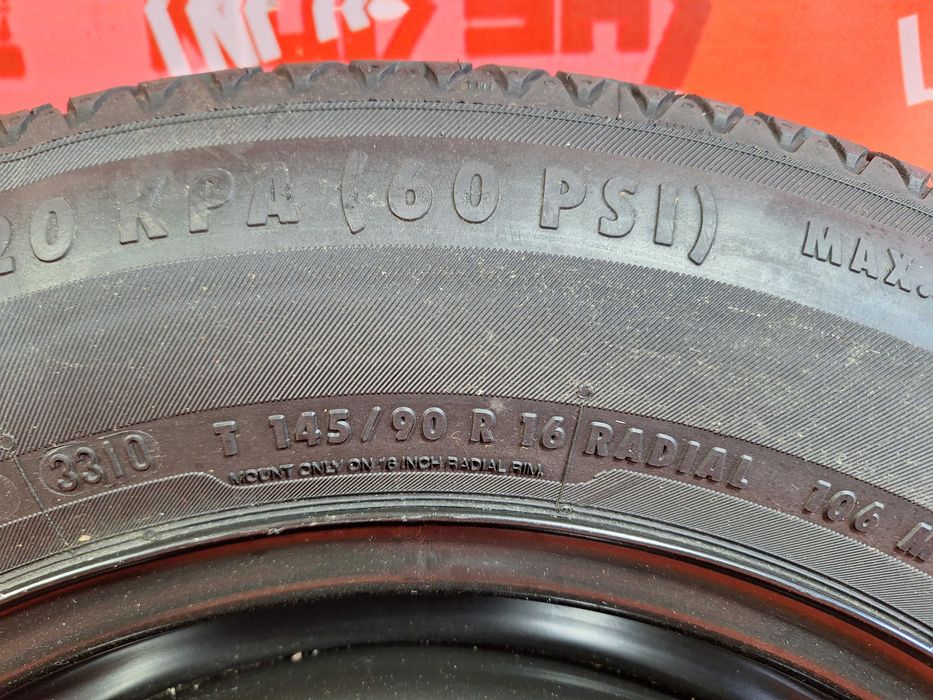 20 KPA (60 PSI) MAX.
3310 T 145/90 R 16 RADIAL 106 M
MOUNT ONLY ON 16 INCH RADIAL RIM.